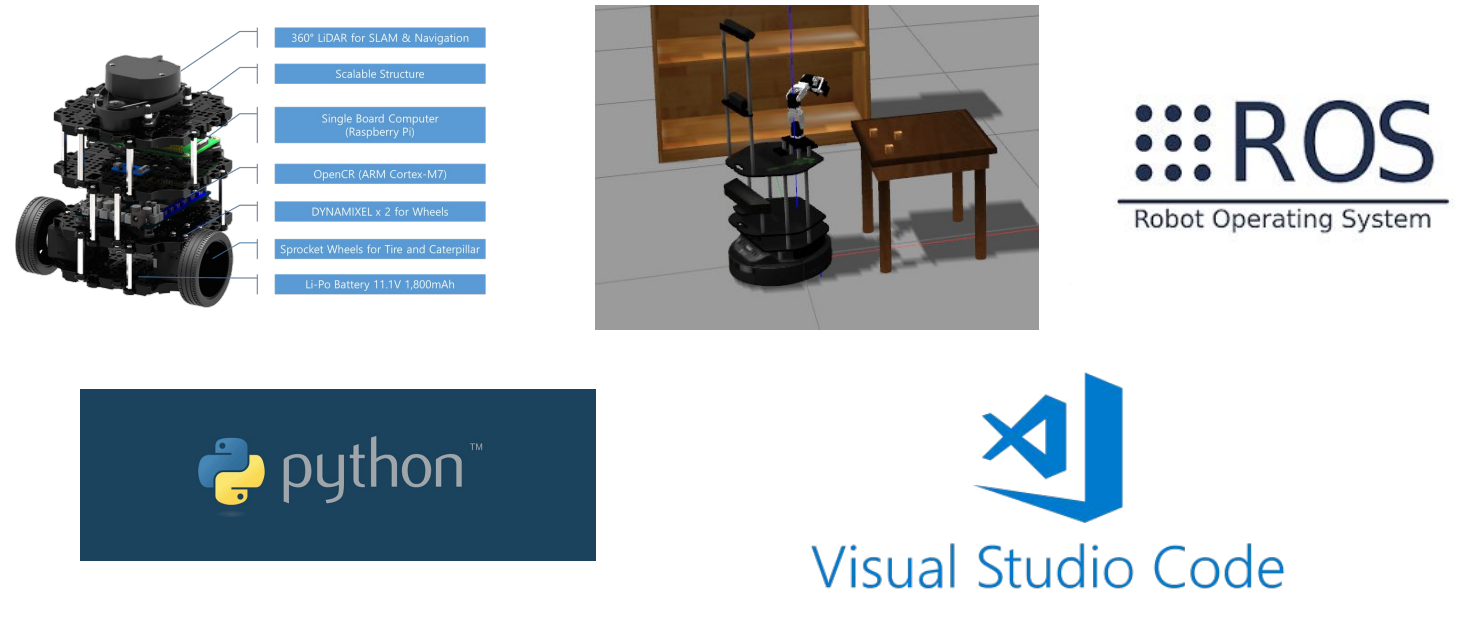 360° LiDAR for SLAM & Navigation
Scalable Structure
Single Board Computer
(Raspberry Pi)
OpenCR (ARM Cortex-M7)
DYNAMIXEL x 2 for Wheels
Sprocket Wheels for Tire and Caterpillar
Li-Po Battery 11.1V 1,800mAh
ROS
Robot Operating System
python™
Visual Studio Code